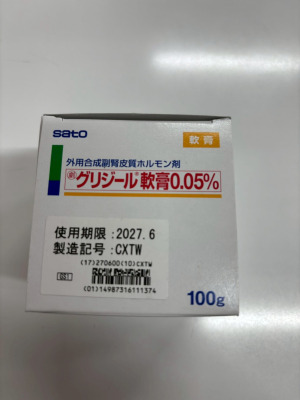 sato
軟膏
外用合成副腎皮質ホルモン剤
劇 グリジール®軟膏0.05%
使用期限:2027.6
製造記号:CXTW
(17)270600(10)CXTW
GS1
(01)14987316111374
100g